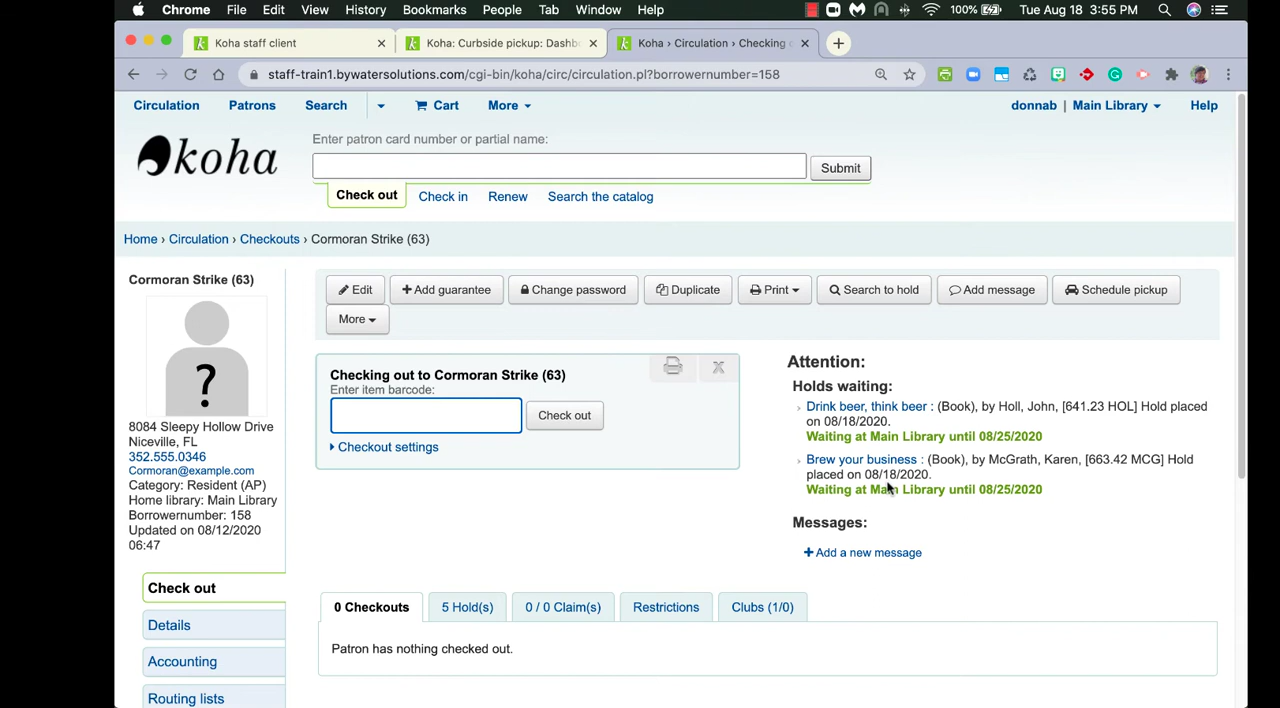 Chrome File Edit View History Bookmarks People Tab Window Help 100% Tue Aug 18 3:55 PM
Koha staff client Koha: Curbside pickup: Dashb Koha › Circulation › Checking
staff-train1.bywatersolutions.com/cgi-bin/koha/circ/circulation.pl?borrowernumber=158
Circulation Patrons Search Cart More donnab | Main Library Help
koha
Enter patron card number or partial name:
Submit
Check out Check in Renew Search the catalog
Home › Circulation › Checkouts › Cormoran Strike (63)
Cormoran Strike (63)
?
8084 Sleepy Hollow Drive
Niceville, FL
352.555.0346
Cormoran@example.com
Category: Resident (AP)
Home library: Main Library
Borrowernumber: 158
Updated on 08/12/2020
06:47
Check out
Details
Accounting
Routing lists
Edit + Add guarantee Change password Duplicate Print Search to hold Add message Schedule pickup
More
Checking out to Cormoran Strike (63)
Enter item barcode:
Check out
Checkout settings
Attention:
Holds waiting:
Drink beer, think beer : (Book), by Holl, John, [641.23 HOL] Hold placed
on 08/18/2020.
Waiting at Main Library until 08/25/2020
Brew your business : (Book), by McGrath, Karen, [663.42 MCG] Hold
placed on 08/18/2020.
Waiting at Main Library until 08/25/2020
Messages:
+ Add a new message
0 Checkouts 5 Hold(s) 0 / 0 Claim(s) Restrictions Clubs (1/0)
Patron has nothing checked out.